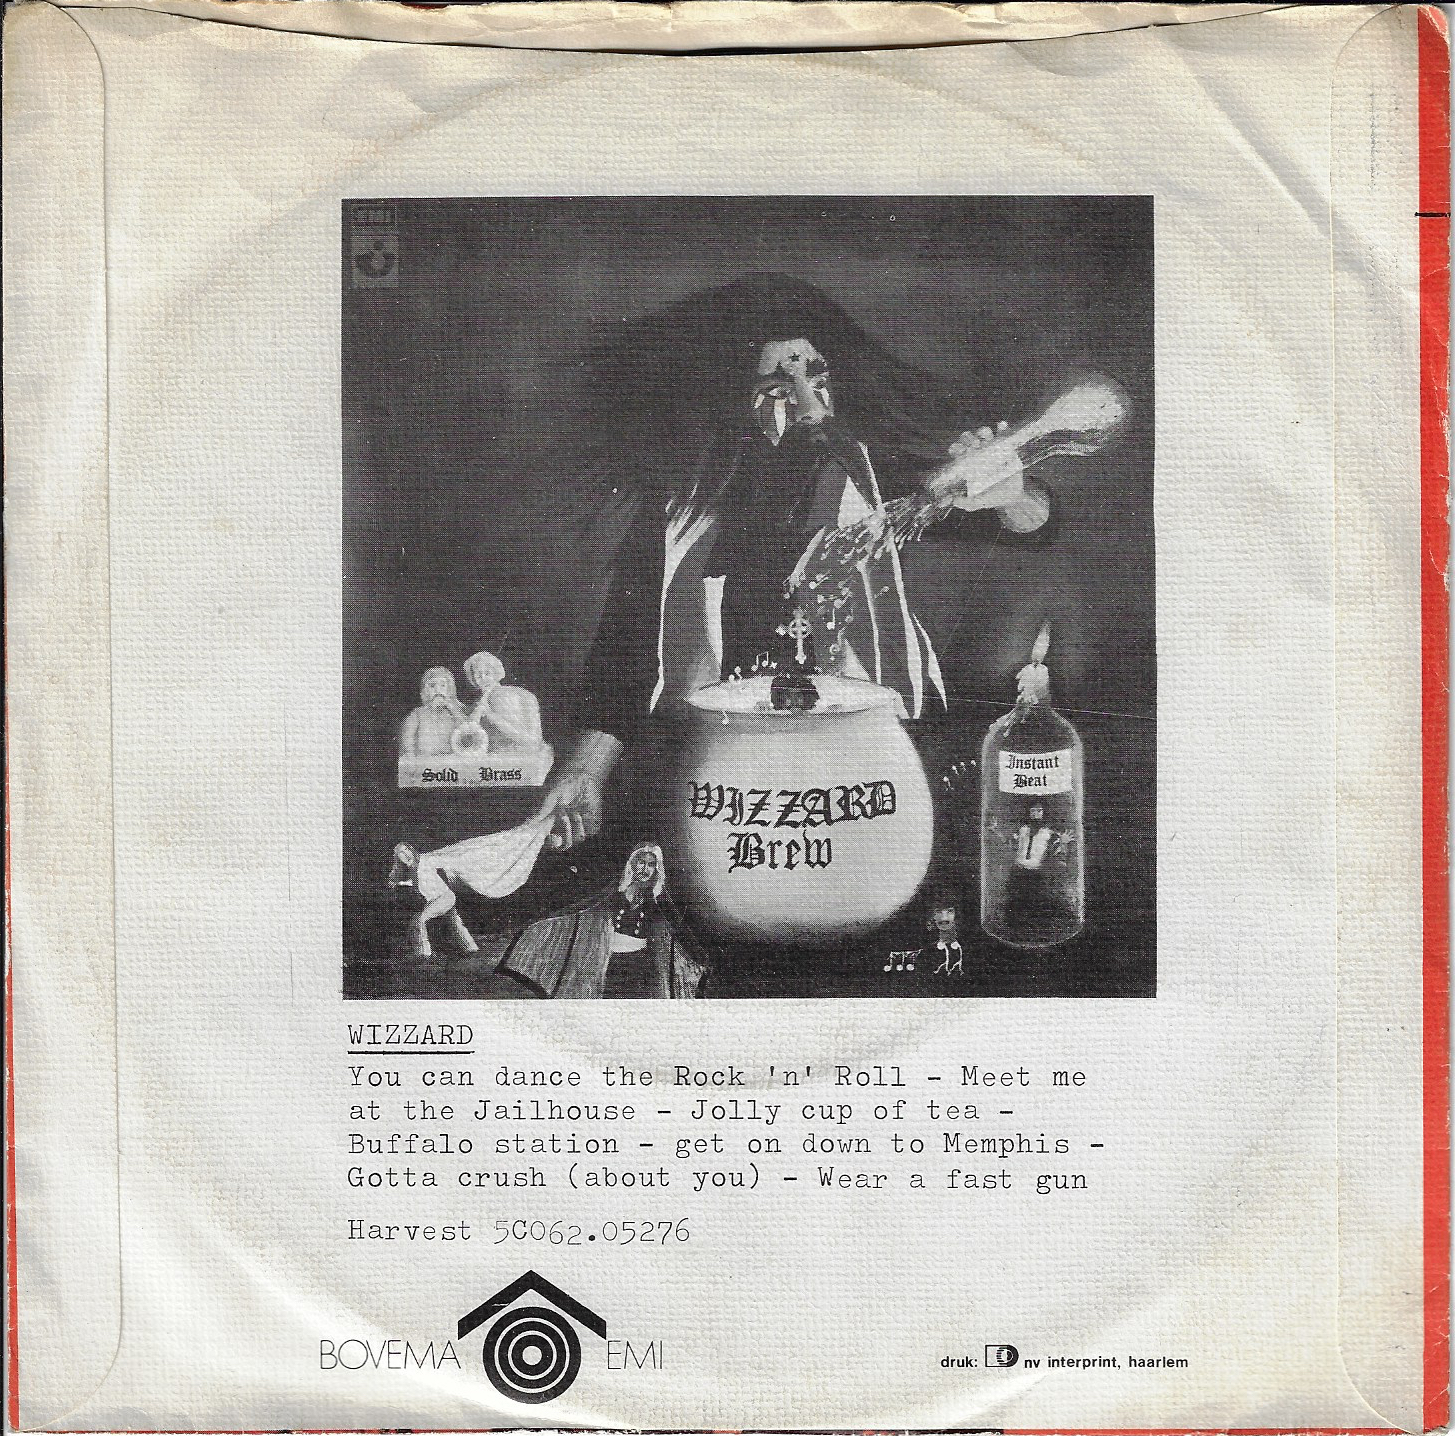 EMI
Solid Brass
Instant
Beat
WIZZARD
Brew
WIZZARD
You can dance the Rock 'n' Roll - Meet me
at the Jailhouse - Jolly cup of tea -
Buffalo station - get on down to Memphis -
Gotta crush (about you) - Wear a fast gun
Harvest 5C062.05276
BOVEMA EMI
druk: nv interprint, haarlem